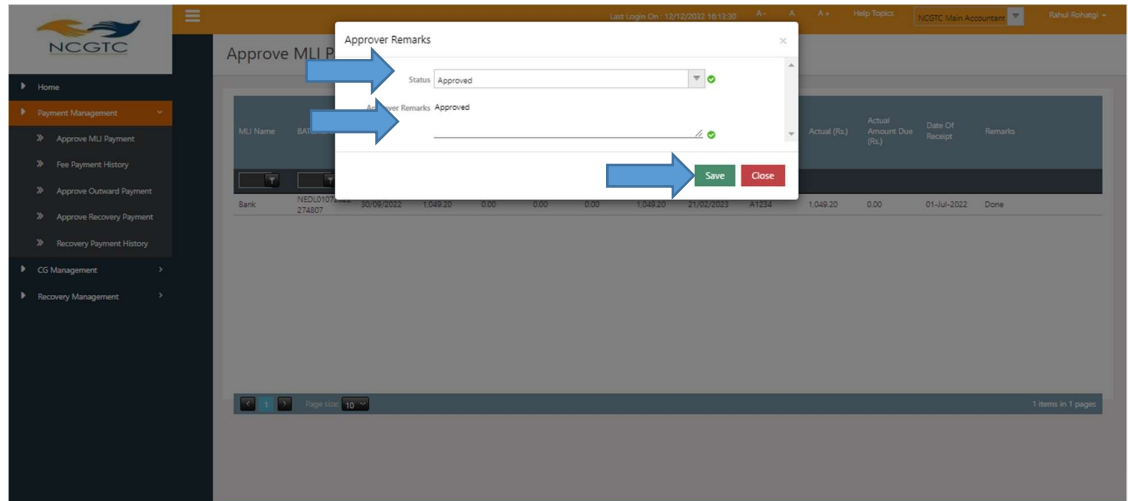 NCGTC
Last Login On : 12/12/2032 16:13:30 A- A A+ Help Topics NCGTC Main Accountant Rahul Rohatgi
Approve MLI P
Approver Remarks ×
Status Approved
Approver Remarks Approved
Save Close
Home
Payment Management
Approve MLI Payment
Fee Payment History
Approve Outward Payment
Approve Recovery Payment
Recovery Payment History
CG Management
Recovery Management
MLI Name Actual (Rs.) Actual Amount Due (Rs.) Date Of Receipt Remarks
Bank 30/09/2022 1,049.20 0.00 0.00 0.00 1,049.20 21/02/2023 A1234 1,049.20 0.00 01-Jul-2022 Done
274807
1 Page size: 10 1 items in 1 pages